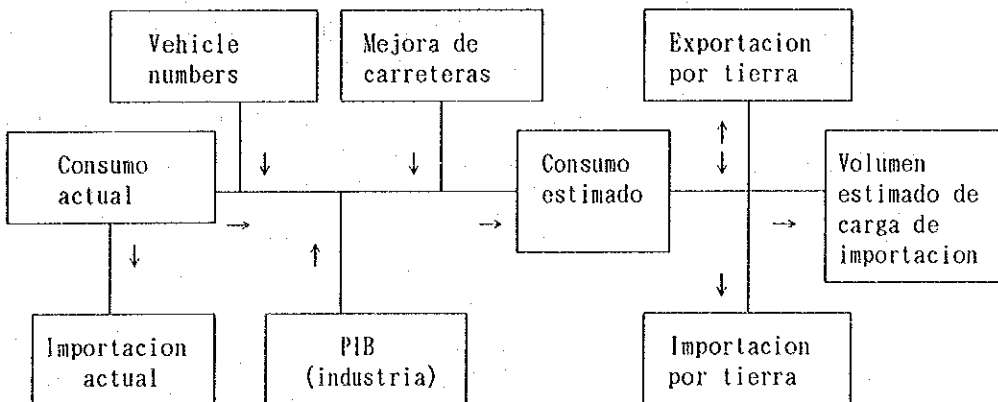 Vehicle
numbers
Mejora de
carreteras
Exportacion
por tierra
Consumo
actual
Consumo
estimado
Volumen
estimado de
carga de
importacion
Importacion
actual
PIB
(industria)
Importacion
por tierra